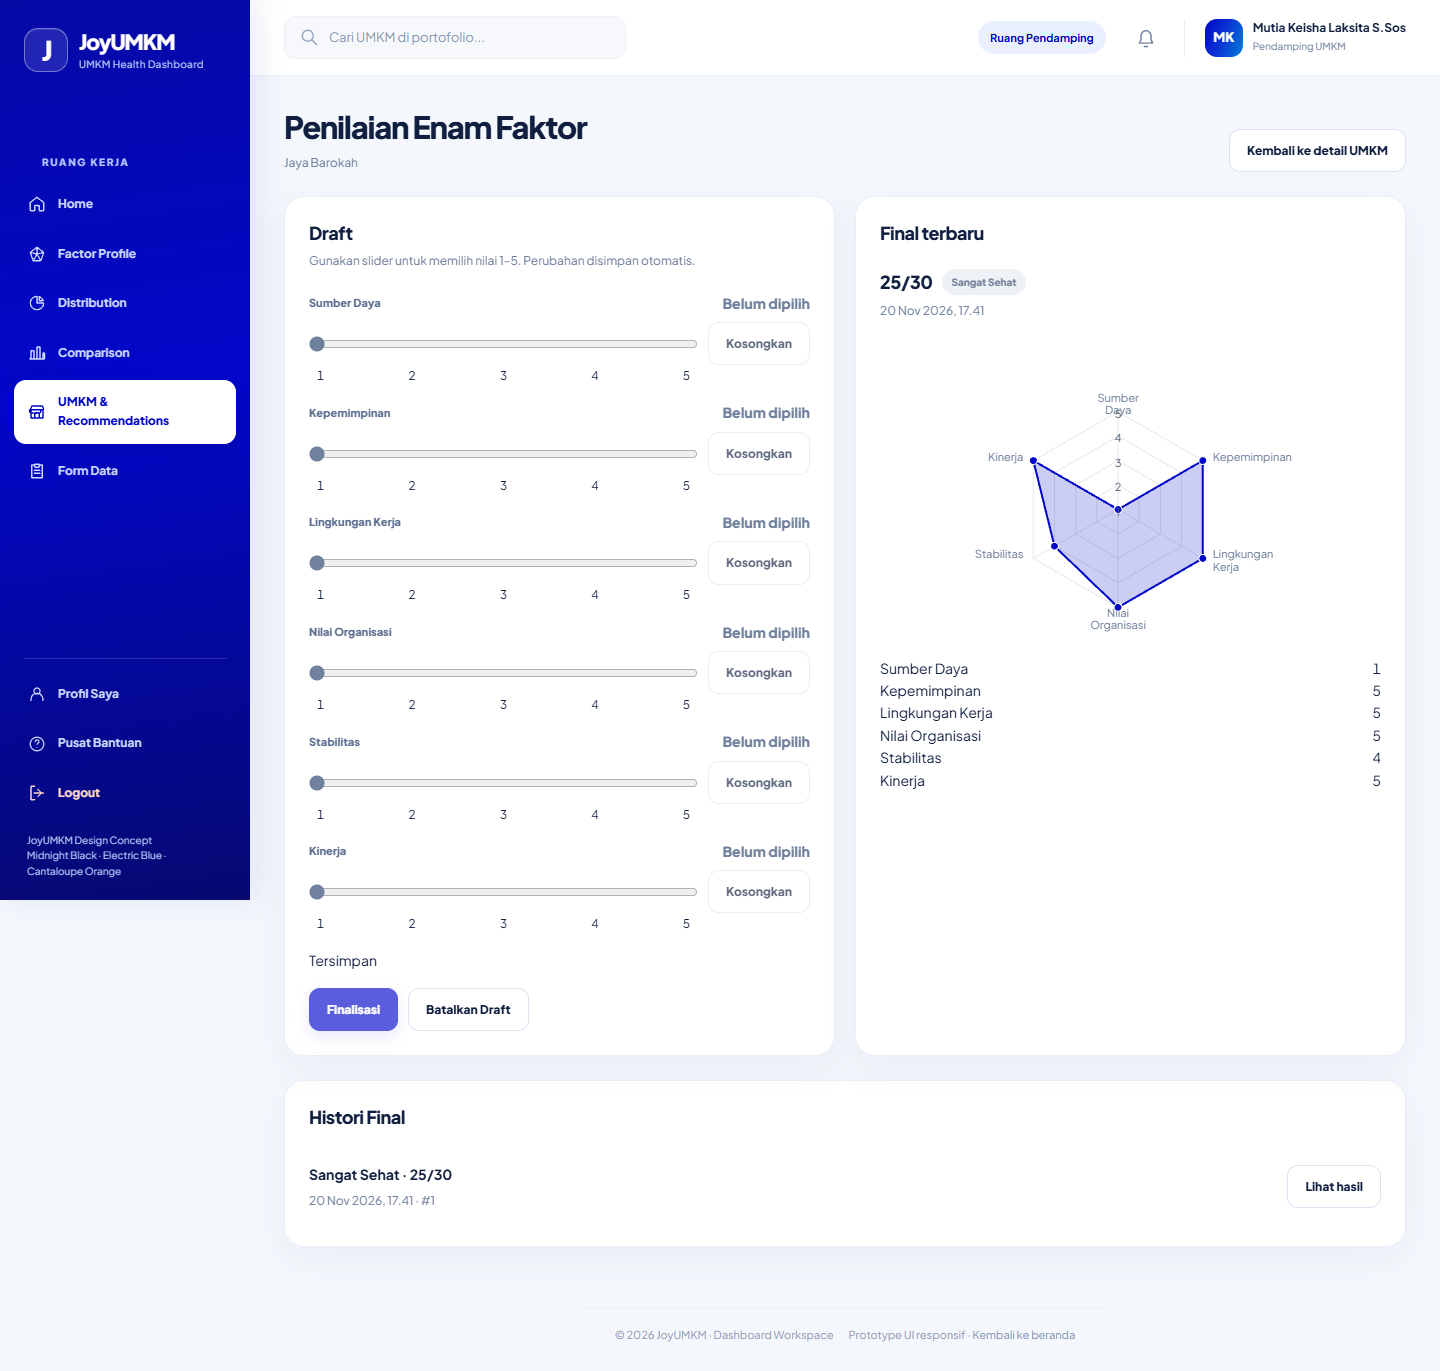 J
JoyUMKM
UMKM Health Dashboard
RUANG KERJA
Home
Factor Profile
Distribution
Comparison
UMKM &
Recommendations
Form Data
Profil Saya
Pusat Bantuan
Logout
JoyUMKM Design Concept
Midnight Black · Electric Blue ·
Cantaloupe Orange
Cari UMKM di portofolio...
Ruang Pendamping
MK
Mutia Keisha Laksita S.Sos
Pendamping UMKM
Penilaian Enam Faktor
Jaya Barokah
Kembali ke detail UMKM
Draft
Gunakan slider untuk memilih nilai 1–5. Perubahan disimpan otomatis.
Sumber Daya Belum dipilih
Kosongkan
1 2 3 4 5
Kepemimpinan Belum dipilih
Kosongkan
1 2 3 4 5
Lingkungan Kerja Belum dipilih
Kosongkan
1 2 3 4 5
Nilai Organisasi Belum dipilih
Kosongkan
1 2 3 4 5
Stabilitas Belum dipilih
Kosongkan
1 2 3 4 5
Kinerja Belum dipilih
Kosongkan
1 2 3 4 5
Tersimpan
Finalisasi Batalkan Draft
Final terbaru
25/30 Sangat Sehat
20 Nov 2026, 17.41
Sumber
Daya
5
4
3
2
Kinerja
Kepemimpinan
Stabilitas
Lingkungan
Kerja
Nilai
Organisasi
Sumber Daya 1
Kepemimpinan 5
Lingkungan Kerja 5
Nilai Organisasi 5
Stabilitas 4
Kinerja 5
Histori Final
Sangat Sehat · 25/30
20 Nov 2026, 17.41 · #1
Lihat hasil
© 2026 JoyUMKM · Dashboard Workspace Prototype UI responsif · Kembali ke beranda